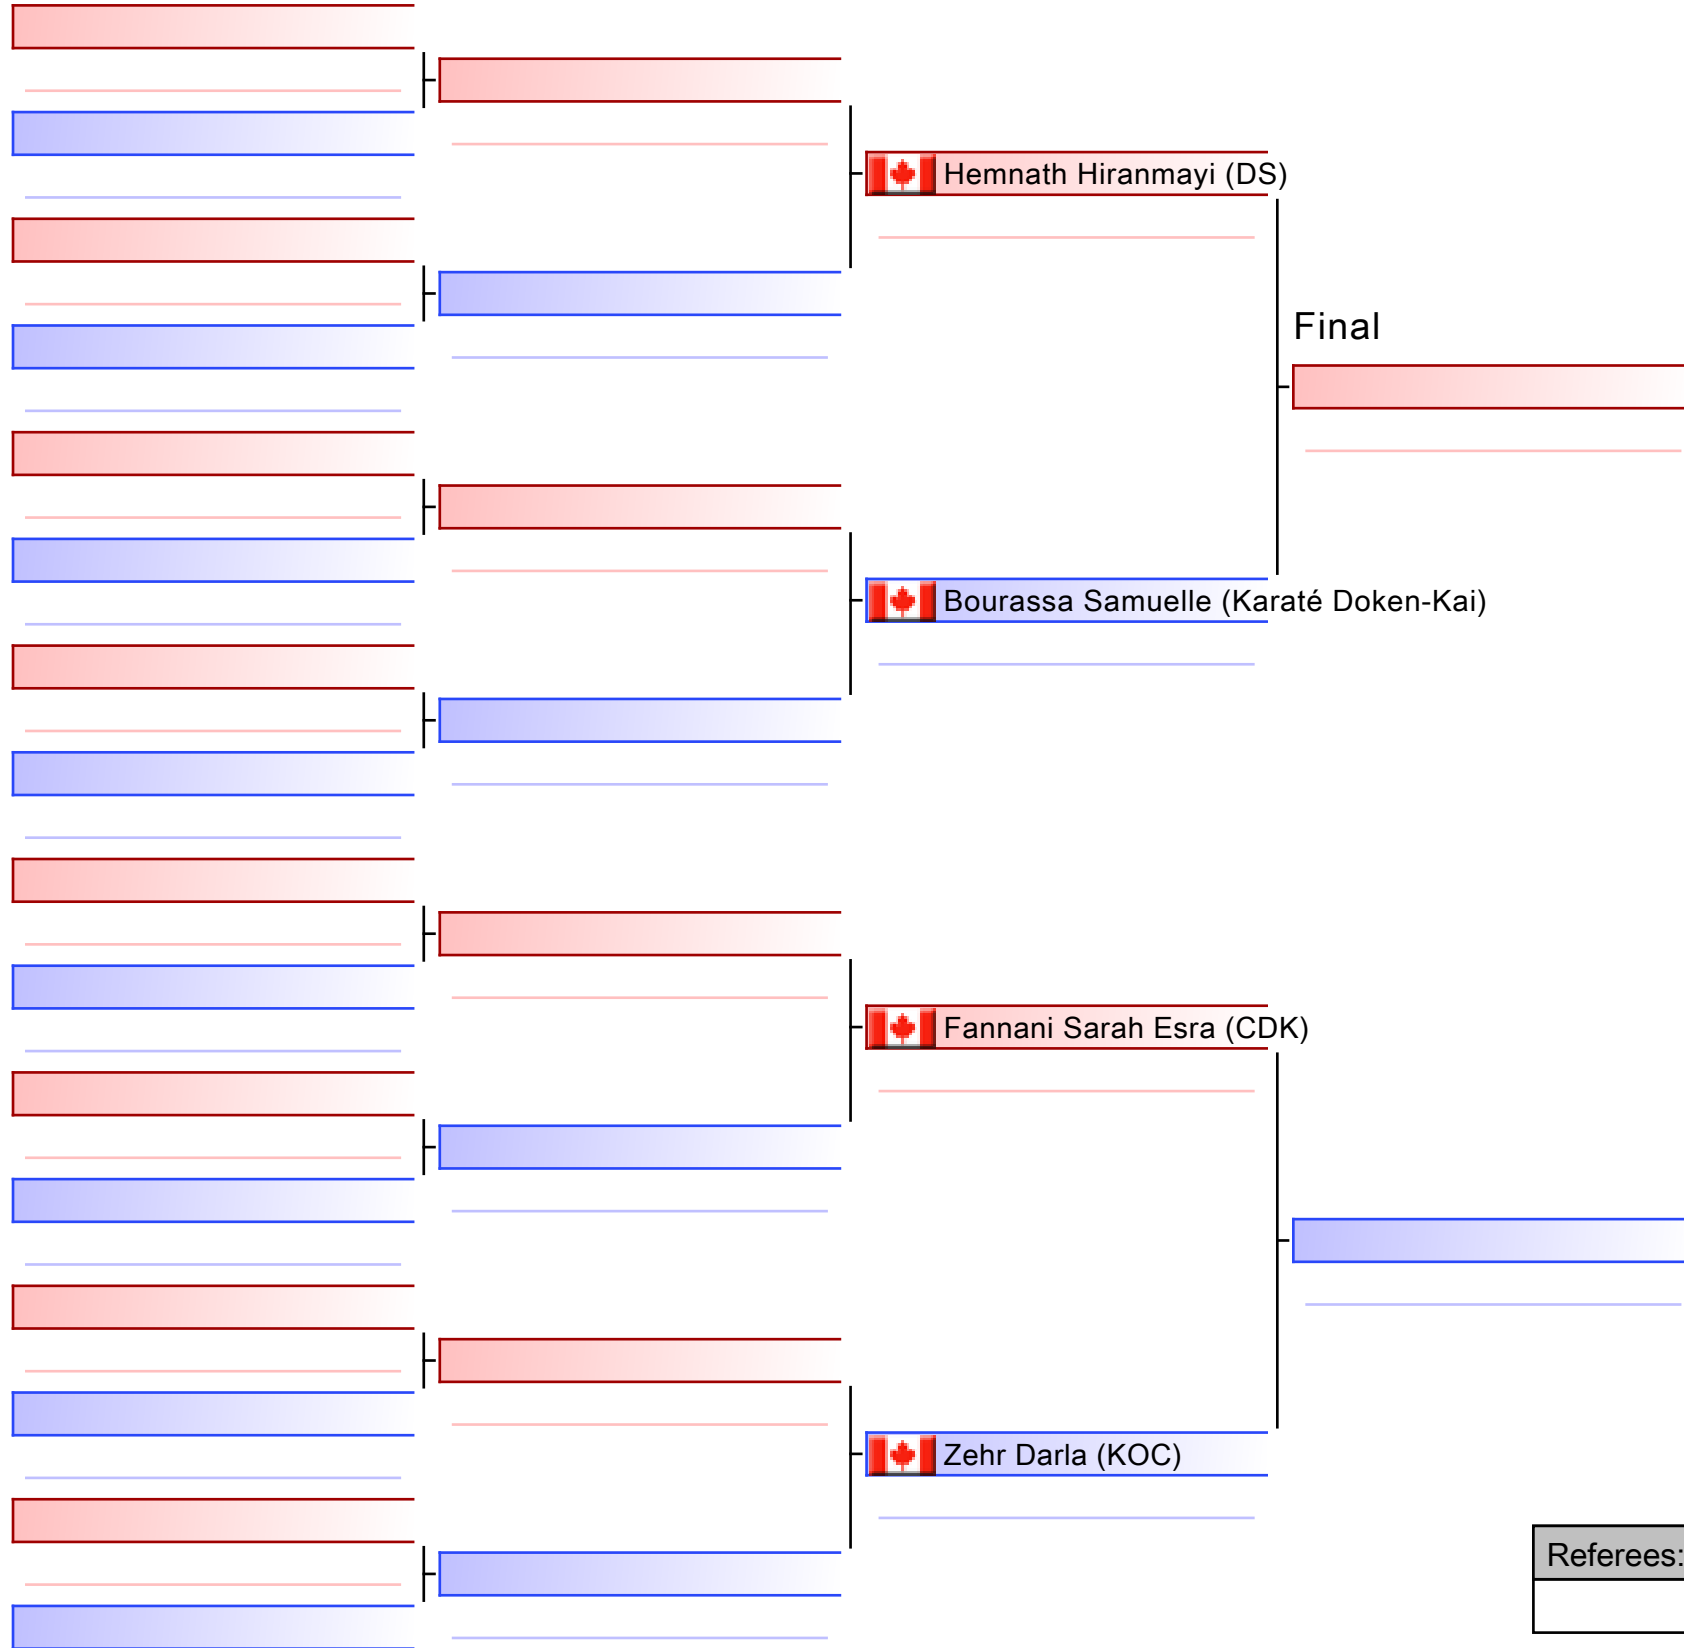 Hemnath Hiranmayi (DS)
Final
Bourassa Samuelle (Karaté Doken-Kai)
Fannani Sarah Esra (CDK)
Zehr Darla (KOC)
Referees: